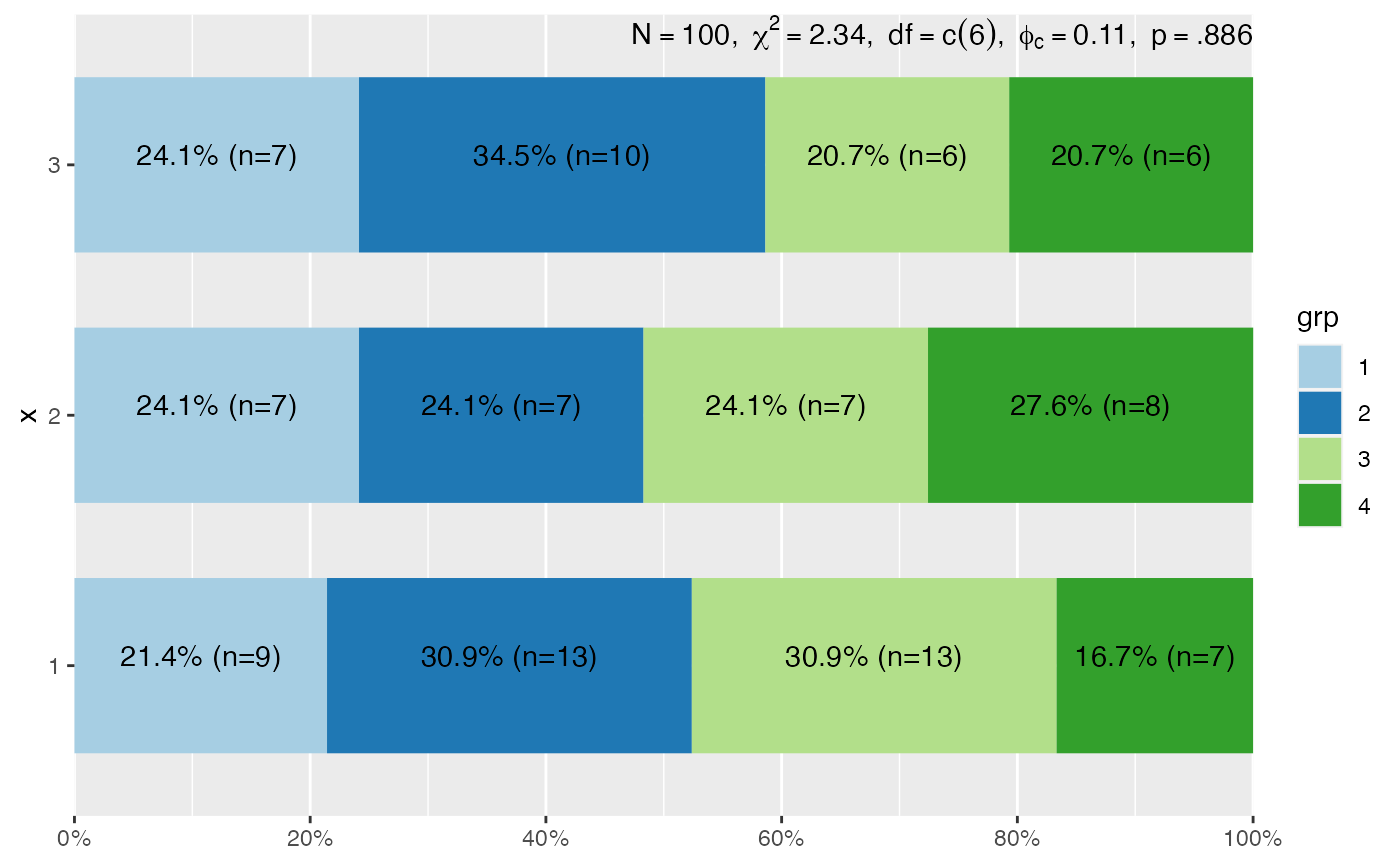 N = 100, χ² = 2.34, df = c(6), ϕc = 0.11, p = .886
3
24.1% (n=7) 34.5% (n=10) 20.7% (n=6) 20.7% (n=6)
x
2
24.1% (n=7) 24.1% (n=7) 24.1% (n=7) 27.6% (n=8)
1
21.4% (n=9) 30.9% (n=13) 30.9% (n=13) 16.7% (n=7)
0% 20% 40% 60% 80% 100%
grp
1
2
3
4